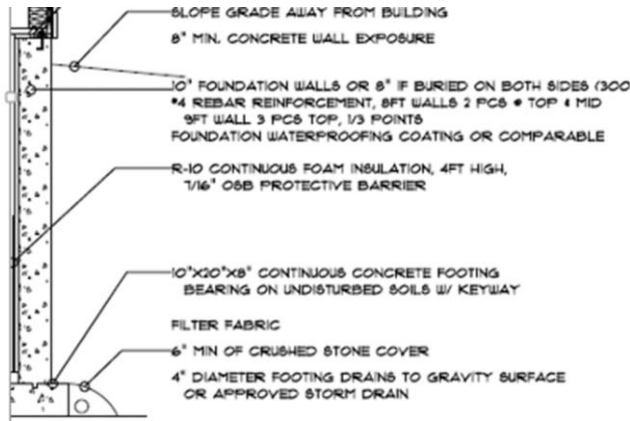 SLOPE GRADE AWAY FROM BUILDING
8" MIN. CONCRETE WALL EXPOSURE
10" FOUNDATION WALLS OR 8" IF BURIED ON BOTH SIDES (300
#4 REBAR REINFORCEMENT, 8FT WALLS 2 PCS @ TOP & MID
9FT WALL 3 PCS TOP, 1/3 POINTS
FOUNDATION WATERPROOFING COATING OR COMPARABLE
R-10 CONTINUOUS FOAM INSULATION, 4FT HIGH,
7/16" OSB PROTECTIVE BARRIER
10"X20"X8" CONTINUOUS CONCRETE FOOTING
BEARING ON UNDISTURBED SOILS W/ KEYWAY
FILTER FABRIC
6" MIN OF CRUSHED STONE COVER
4" DIAMETER FOOTING DRAINS TO GRAVITY SURFACE
OR APPROVED STORM DRAIN